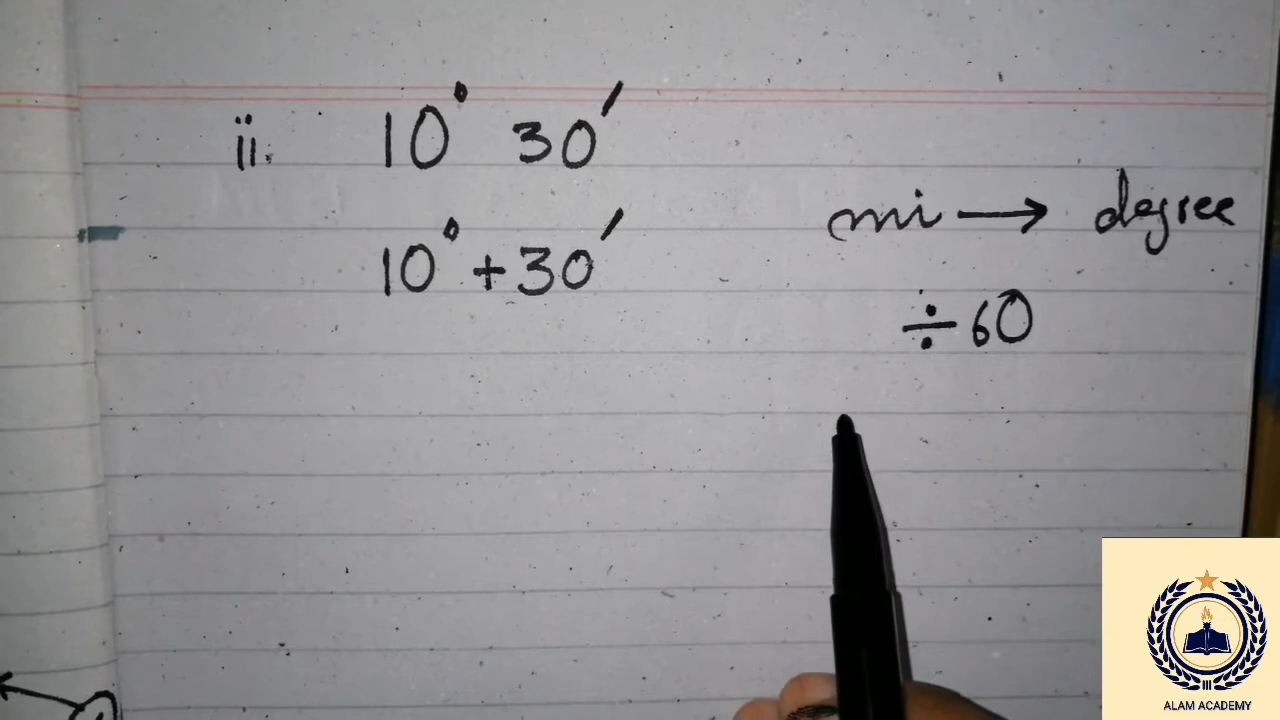 ii. 10° 30′
10° + 30′
mi → degree
÷ 60
ALAM ACADEMY